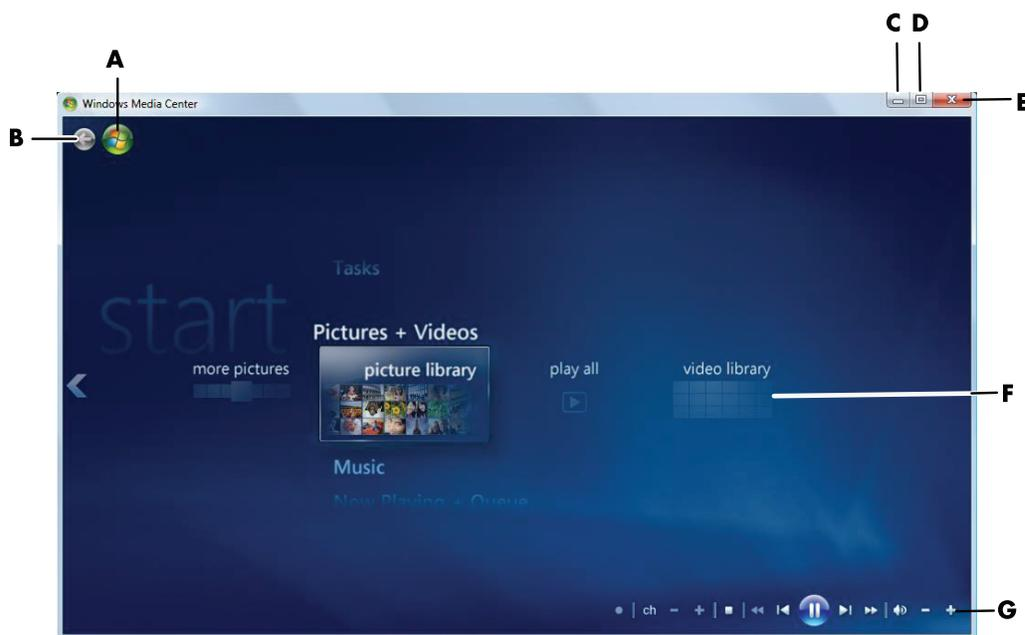 C D
A
Windows Media Center
E
B
Tasks
start
Pictures + Videos
more pictures
picture library
play all
video library
F
Music
Now Playing + Queue
ch
G